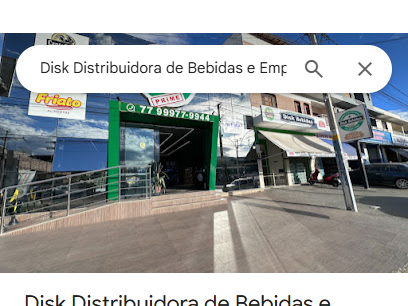 Disk Distribuidora de Bebidas e Emp
Friato
PRIME
77 99977-9944
Disk Bebidas
Disk Distribuidora de Bebidas e